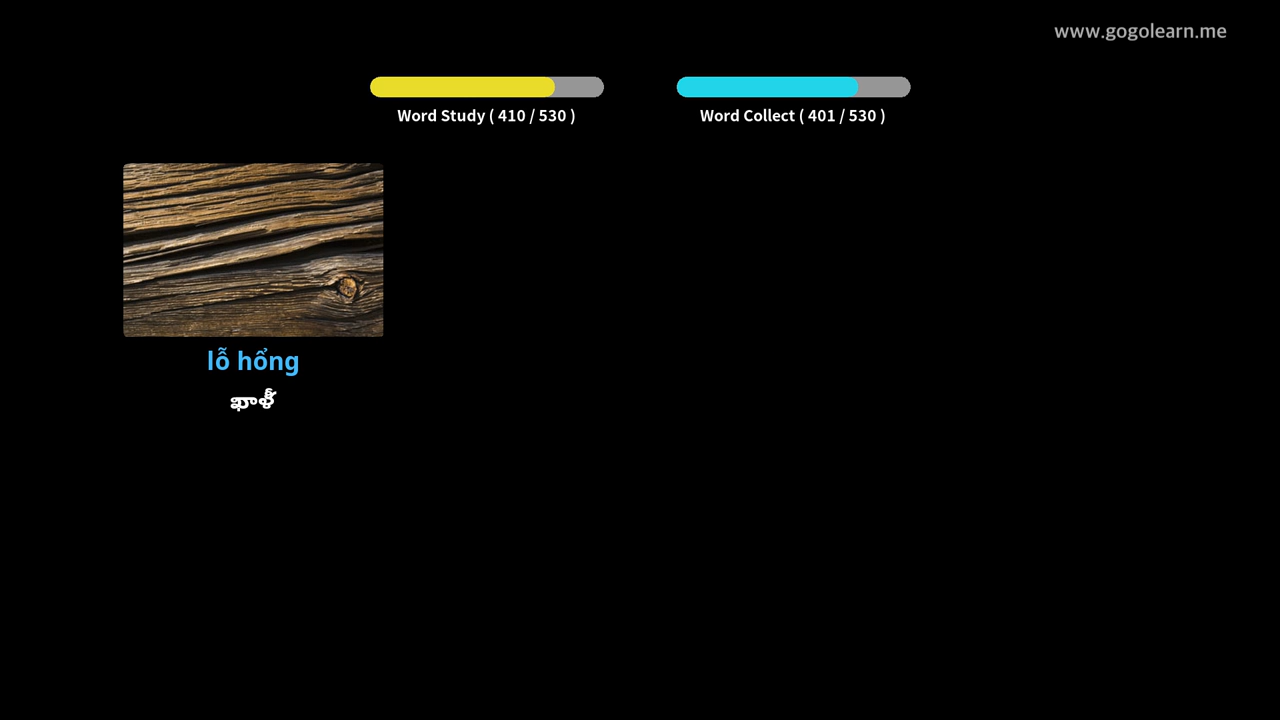 www.gogolearn.me
Word Study ( 410 / 530 )
Word Collect ( 401 / 530 )
lỗ hổng
ఖాళీ